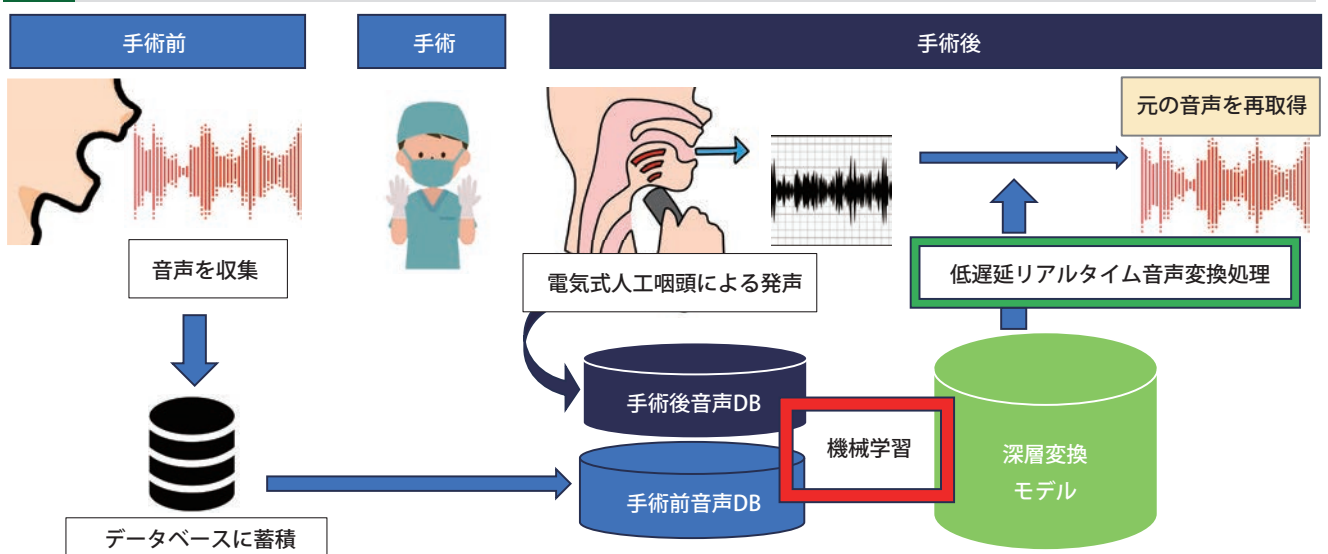 手術前
手術
手術後
元の音声を再取得
音声を収集
電気式人工咽頭による発声
低遅延リアルタイム音声変換処理
手術後音声DB
機械学習
深層変換
モデル
手術前音声DB
データベースに蓄積